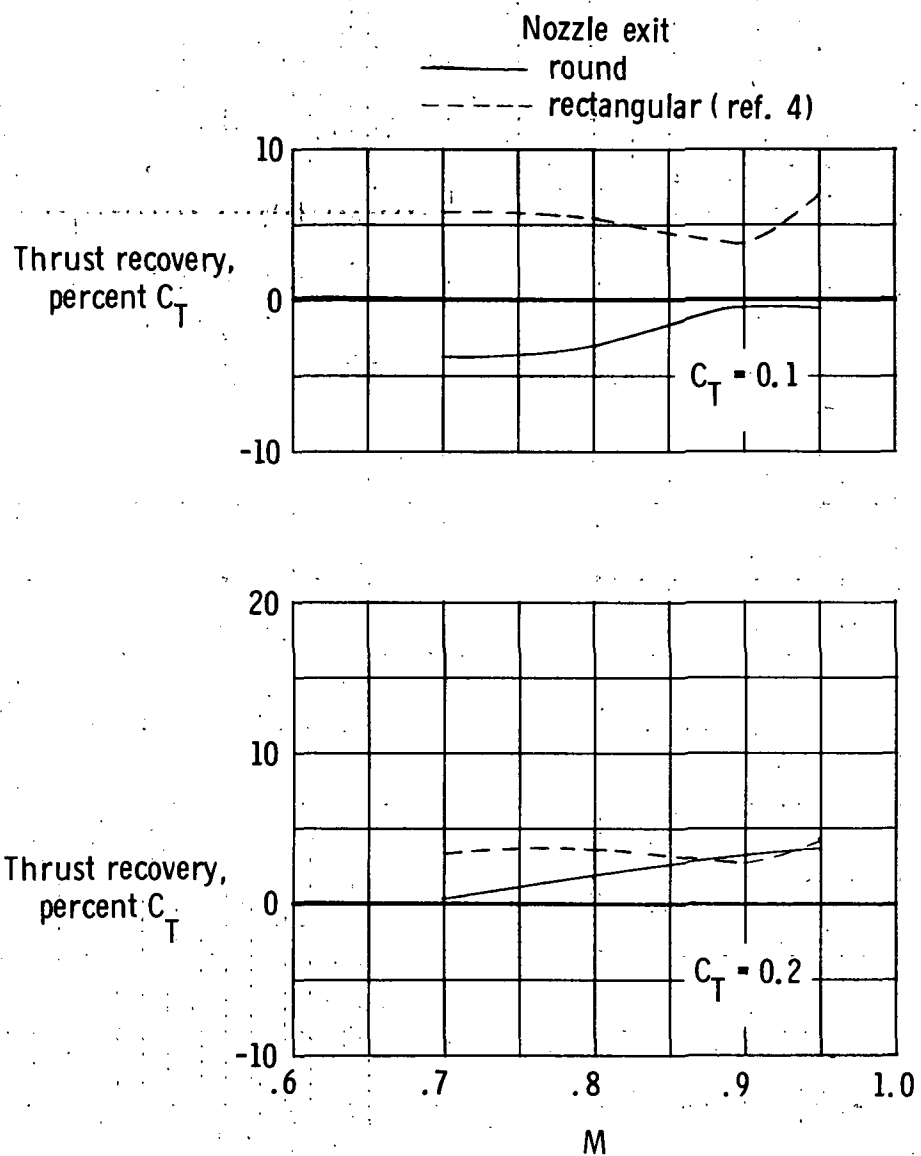 Nozzle exit
round
rectangular ( ref. 4)
10
Thrust recovery,
percent C_T
0
C_T = 0.1
-10
20
10
Thrust recovery,
percent C_T
0
C_T = 0.2
-10
.6 .7 .8 .9 1.0
M